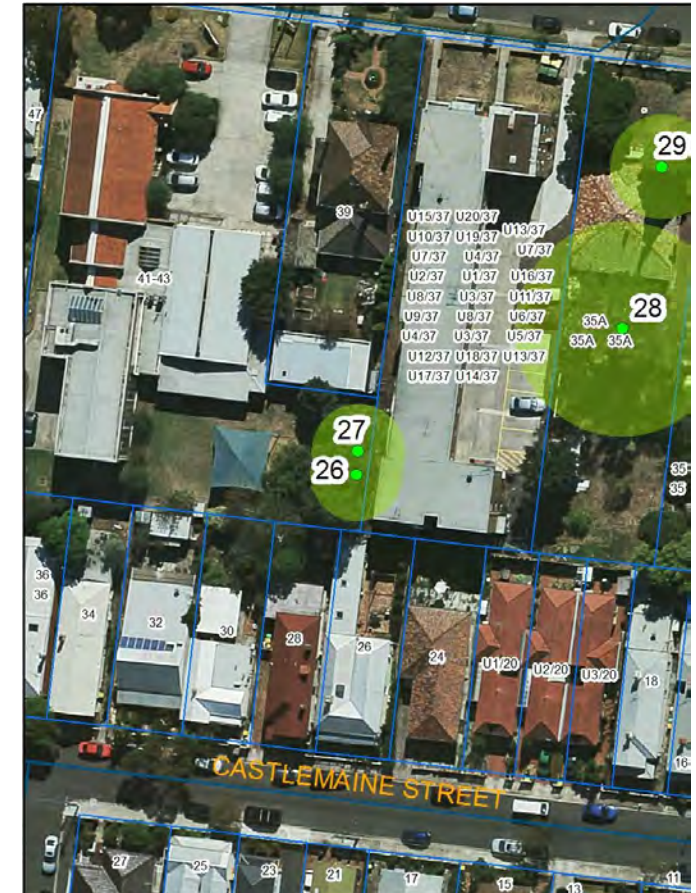 47
29
39
U15/37 U20/37
U13/37
U10/37 U19/37
U7/37 U4/37
U7/37
41-43
U2/37 U1/37 U16/37
U8/37 U3/37 U11/37
28
U9/37 U8/37 U6/37
35A
U4/37 U3/37 U5/37
35A 35A
U12/37 U18/37 U13/37
U17/37 U14/37
27
26
35
35
36
36
34
32
30
28
26
24
U1/20
U2/20
U3/20
18
16-
CASTLEMAINE STREET
27
25
23
21
17
15
13
11